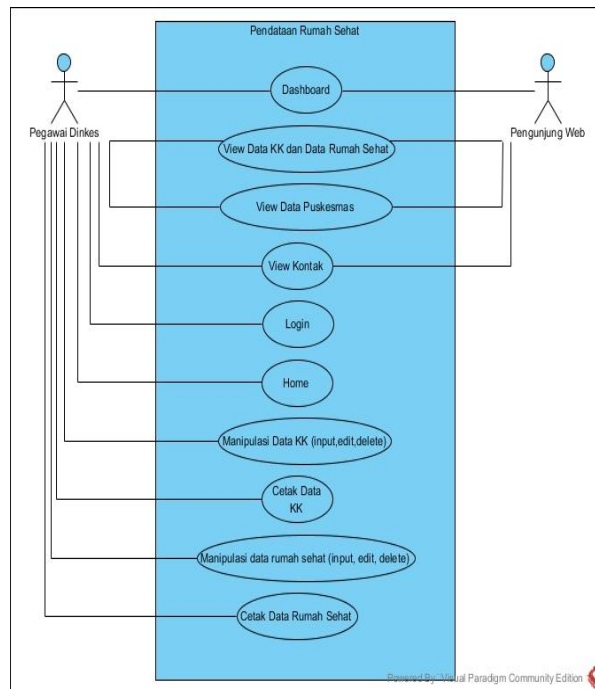 Pendataan Rumah Sehat
Dashboard
Pegawai Dinkes
Pengunjung Web
View Data KK dan Data Rumah Sehat
View Data Puskesmas
View Kontak
Login
Home
Manipulasi Data KK (input,edit,delete)
Cetak Data
KK
Manipulasi data rumah sehat (input, edit, delete)
Cetak Data Rumah Sehat
Powered By Visual Paradigm Community Edition